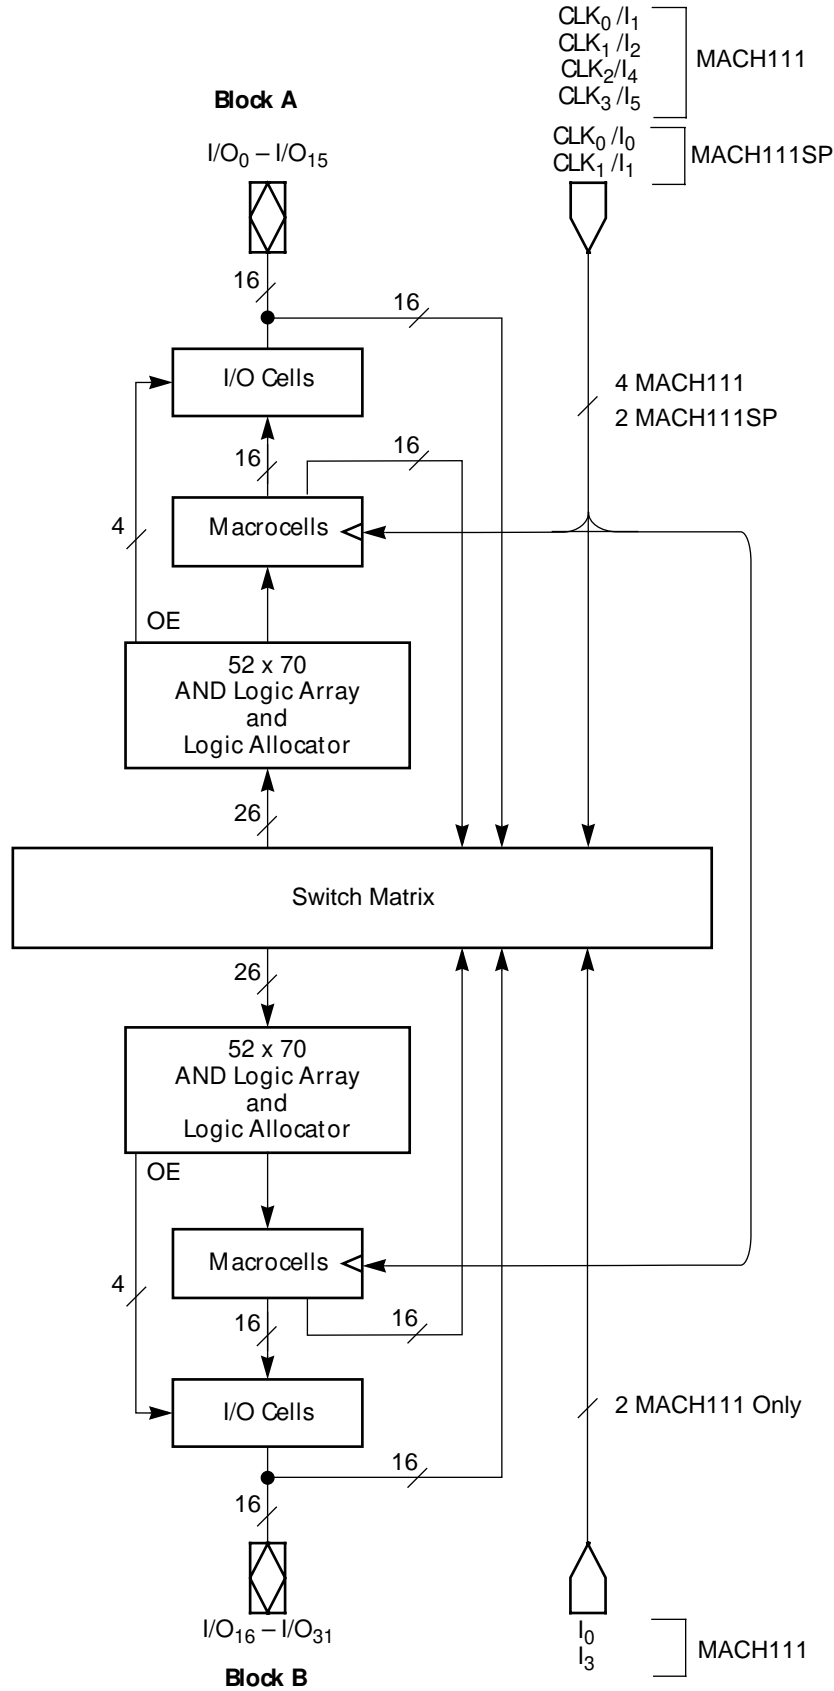 CLK0 /I1
CLK1 /I2
CLK2/I4
CLK3 /I5
MACH111
Block A
CLK0 /I0
CLK1 /I1
MACH111SP
I/O0 – I/O15
16
16
I/O Cells
4 MACH111
2 MACH111SP
16
16
4
Macrocells
OE
52 x 70
AND Logic Array
and
Logic Allocator
26
Switch Matrix
26
52 x 70
AND Logic Array
and
Logic Allocator
OE
Macrocells
4
16
16
I/O Cells
2 MACH111 Only
16
16
I/O16 – I/O31
Block B
I0
I3
MACH111